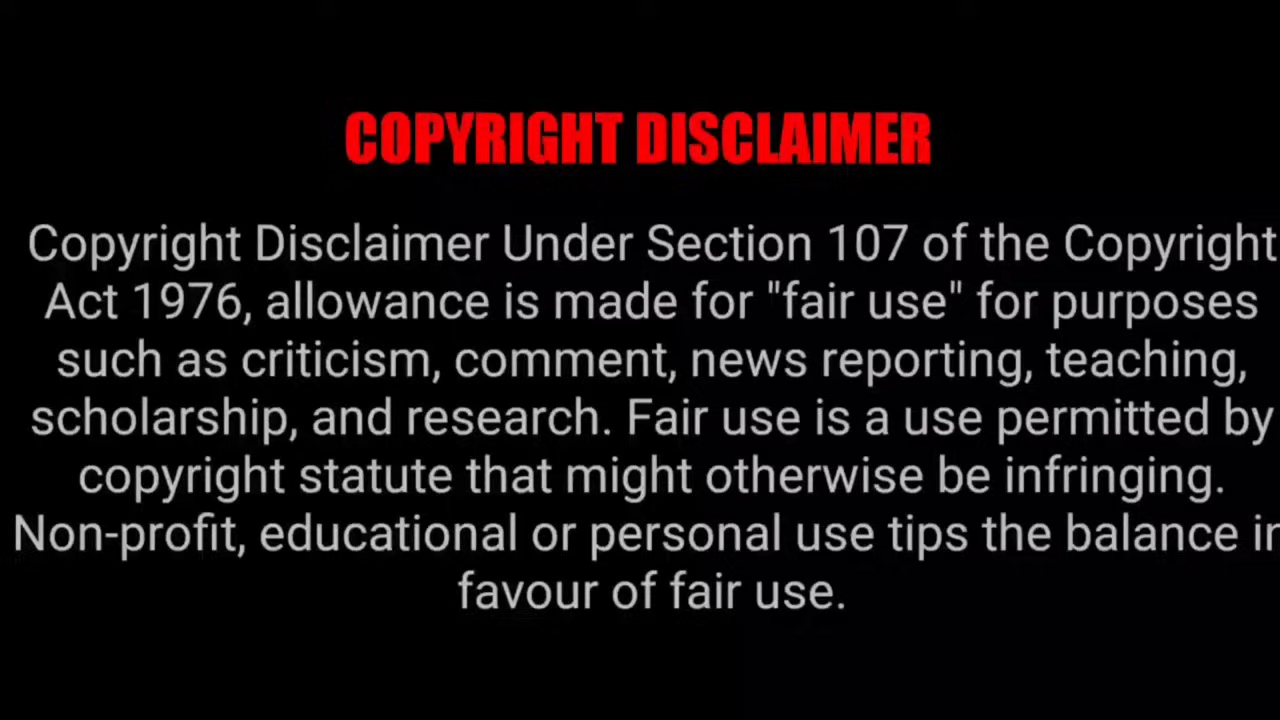 COPYRIGHT DISCLAIMER
Copyright Disclaimer Under Section 107 of the Copyright
Act 1976, allowance is made for "fair use" for purposes
such as criticism, comment, news reporting, teaching,
scholarship, and research. Fair use is a use permitted by
copyright statute that might otherwise be infringing.
Non-profit, educational or personal use tips the balance in
favour of fair use.